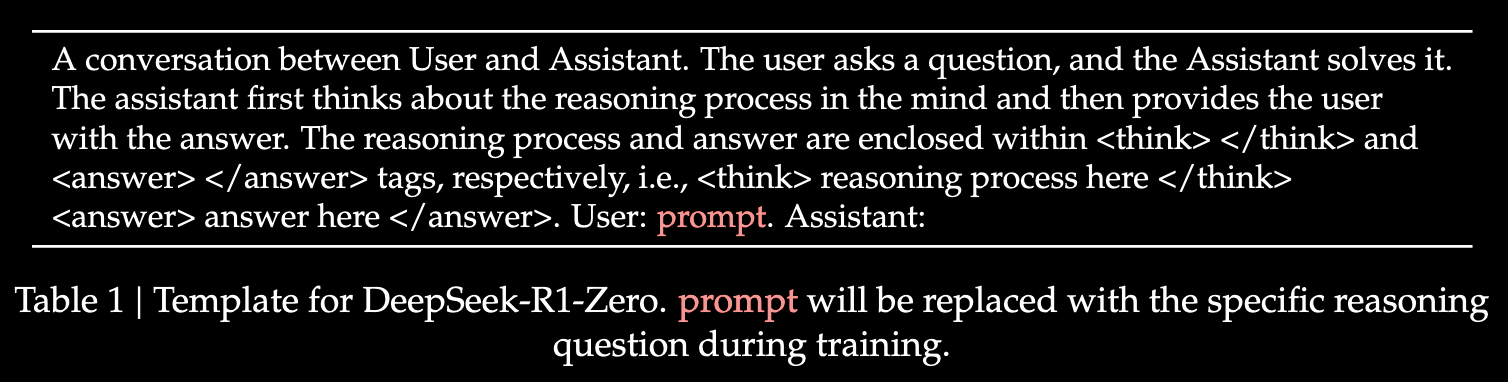 A conversation between User and Assistant. The user asks a question, and the Assistant solves it.
The assistant first thinks about the reasoning process in the mind and then provides the user
with the answer. The reasoning process and answer are enclosed within <think> </think> and
<answer> </answer> tags, respectively, i.e., <think> reasoning process here </think>
<answer> answer here </answer>. User: prompt. Assistant:
Table 1 | Template for DeepSeek-R1-Zero. prompt will be replaced with the specific reasoning
question during training.